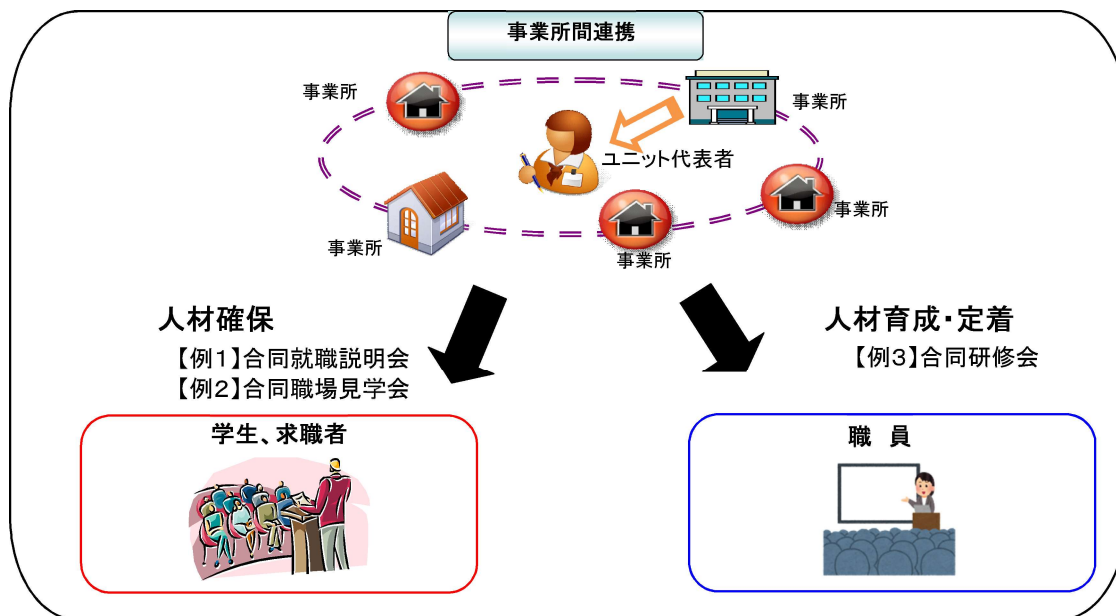 事業所間連携
事業所
事業所
ユニット代表者
事業所
事業所
事業所
人材確保
【例1】合同就職説明会
【例2】合同職場見学会
人材育成・定着
【例3】合同研修会
学生、求職者
職　員